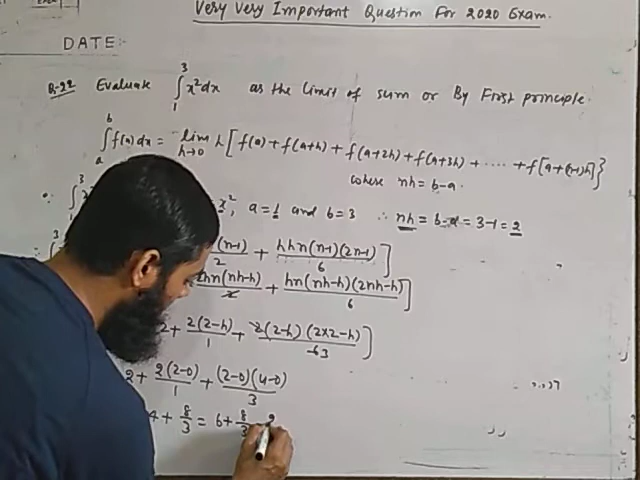 Very Very Important Question For 2020 Exam.
DATE:-
Q.22 Evaluate ∫₁³ x²dx as the limit of sum or By First principle.
∫ₐᵇ f(x)dx = lim h→0 h[f(a)+f(a+h)+f(a+2h)+f(a+3h)+....+f{a+(n-1)h}]
where nh = b-a.
∵ ∫₁³ x², a=1 and b=3 ∴ nh = b-a = 3-1 = 2
(n-1)/2 + hhn(n-1)(2n-1)/6]
2hn(nh-h)/2 + hn(nh-h)(2nh-h)/6]
2 + 2(2-h)/1 + 2(2-h)(2×2-h)/63]
2 + 2(2-0)/1 + (2-0)(4-0)/3
4 + 8/3 = 6 + 8/3